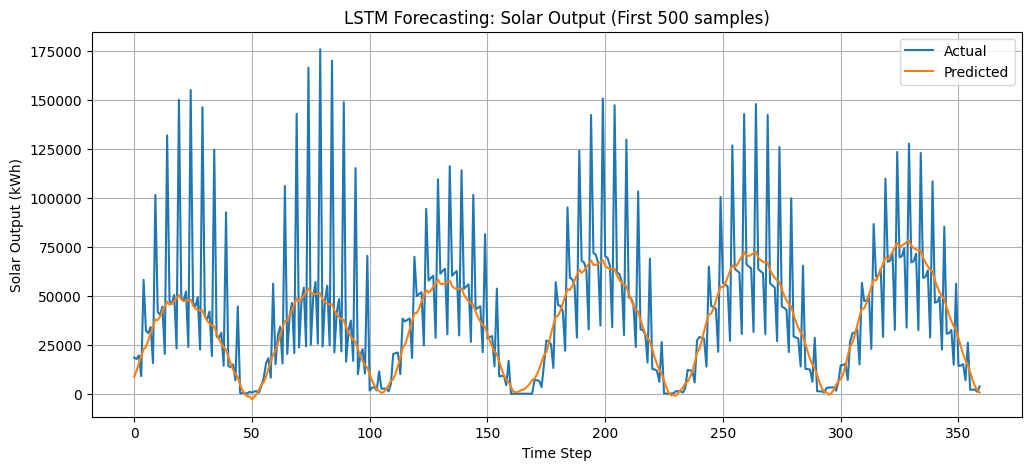 LSTM Forecasting: Solar Output (First 500 samples)
Actual
Predicted
Solar Output (kWh)
175000
150000
125000
100000
75000
50000
25000
0
0 50 100 150 200 250 300 350
Time Step